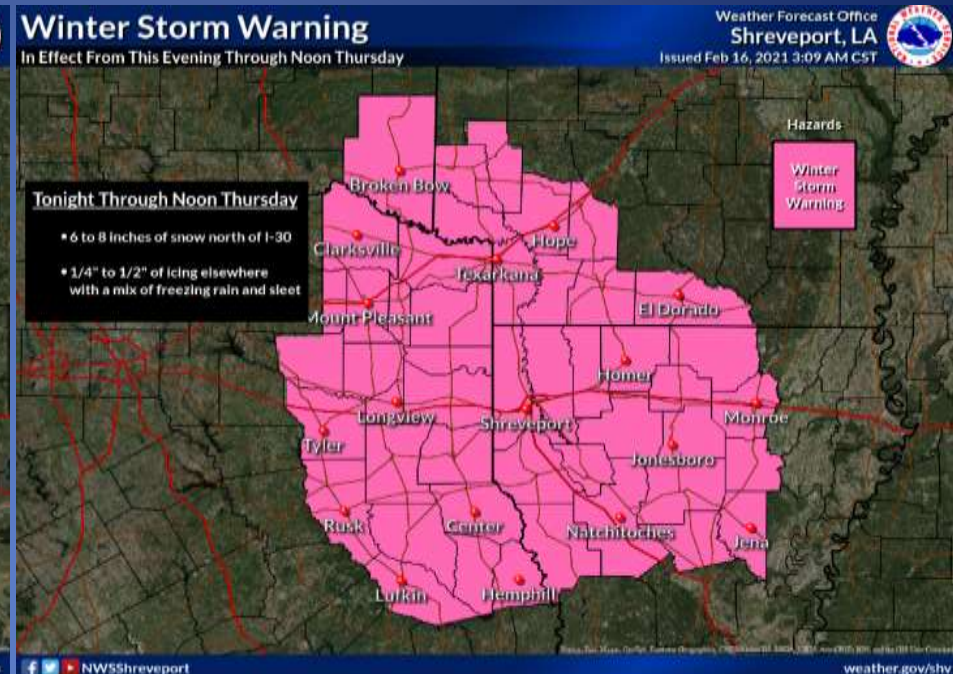 Winter Storm Warning
In Effect From This Evening Through Noon Thursday
Weather Forecast Office
Shreveport, LA
Issued Feb 16, 2021 3:09 AM CST
Hazards
Winter
Storm
Warning
Tonight Through Noon Thursday
6 to 8 inches of snow north of I-30
1/4" to 1/2" of icing elsewhere
with a mix of freezing rain and sleet
Broken Bow
Clarksville
Hope
Texarkana
Mount Pleasant
El Dorado
Homer
Longview
Shreveport
Monroe
Tyler
Jonesboro
Rusk
Center
Natchitoches
Jena
Lufkin
Hemphill
NWSShreveport
weather.gov/shv